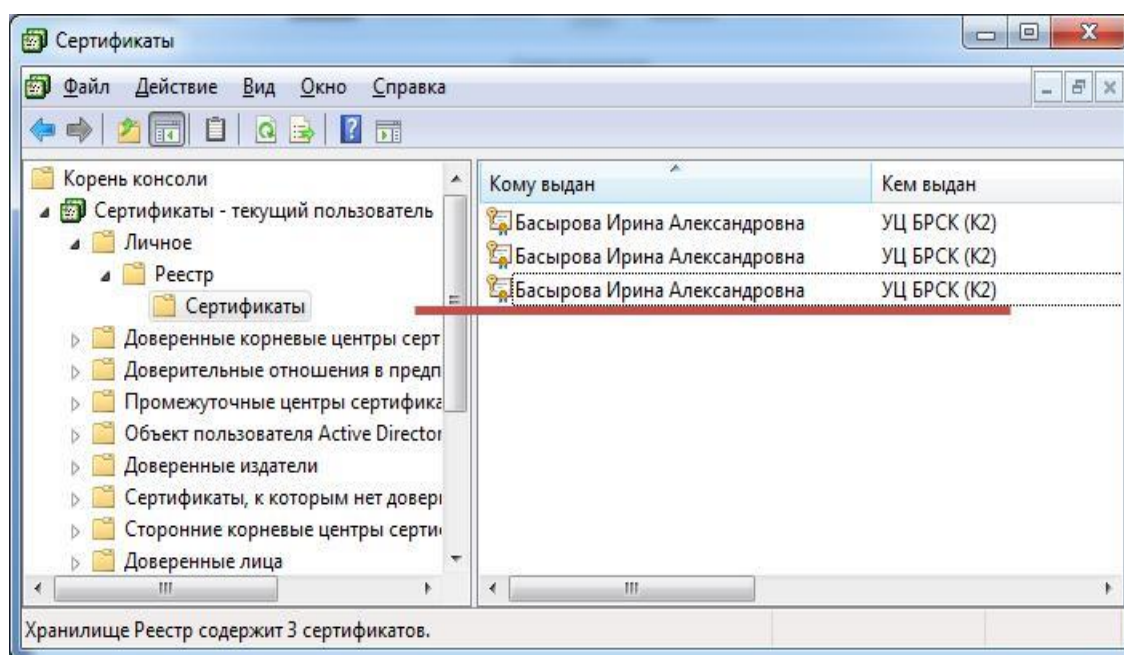 Сертификаты
Файл Действие Вид Окно Справка
Корень консоли
Сертификаты - текущий пользователь
Личное
Реестр
Сертификаты
Доверенные корневые центры серт
Доверительные отношения в предп
Промежуточные центры сертифика
Объект пользователя Active Director
Доверенные издатели
Сертификаты, к которым нет довер
Сторонние корневые центры серти
Доверенные лица
Кому выдан Кем выдан
Басырова Ирина Александровна УЦ БРСК (К2)
Басырова Ирина Александровна УЦ БРСК (К2)
Басырова Ирина Александровна УЦ БРСК (К2)
Хранилище Реестр содержит 3 сертификатов.